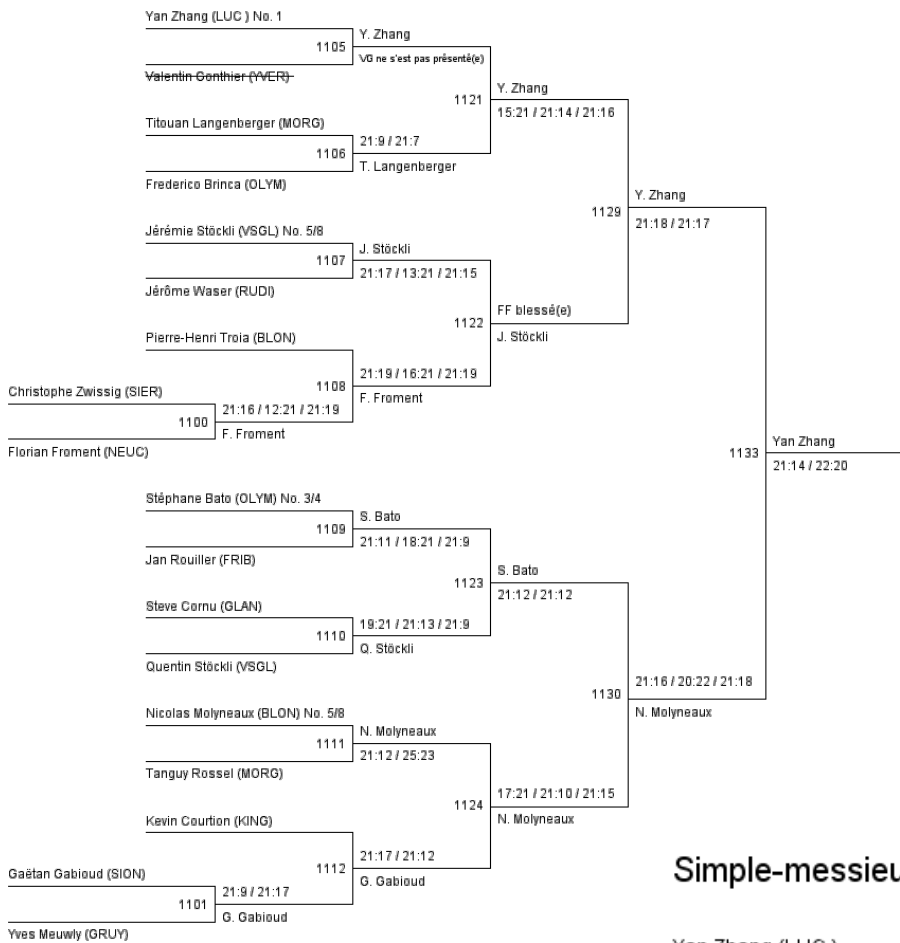 Yan Zhang (LUC ) No. 1
Y. Zhang
1105
VG ne s'est pas présenté(e)
Valentin Gonthier (YVER)
Y. Zhang
1121
15:21 / 21:14 / 21:16
Titouan Langenberger (MORG)
21:9 / 21:7
1106
T. Langenberger
Frederico Brinca (OLYM)
Y. Zhang
1129
21:18 / 21:17
Jérémie Stöckli (VSGL) No. 5/8
J. Stöckli
1107
21:17 / 13:21 / 21:15
Jérôme Waser (RUDI)
FF blessé(e)
1122
J. Stöckli
Pierre-Henri Troia (BLON)
21:19 / 16:21 / 21:19
1108
F. Froment
Christophe Zwissig (SIER)
21:16 / 12:21 / 21:19
1100
F. Froment
Florian Froment (NEUC)
Yan Zhang
1133
21:14 / 22:20
Stéphane Bato (OLYM) No. 3/4
S. Bato
1109
21:11 / 18:21 / 21:9
Jan Rouiller (FRIB)
S. Bato
1123
21:12 / 21:12
Steve Cornu (GLAN)
19:21 / 21:13 / 21:9
1110
Q. Stöckli
Quentin Stöckli (VSGL)
21:16 / 20:22 / 21:18
1130
N. Molyneaux
Nicolas Molyneaux (BLON) No. 5/8
N. Molyneaux
1111
21:12 / 25:23
Tanguy Rossel (MORG)
17:21 / 21:10 / 21:15
1124
N. Molyneaux
Kevin Courtion (KING)
21:17 / 21:12
1112
G. Gabioud
Gaëtan Gabioud (SION)
21:9 / 21:17
1101
G. Gabioud
Yves Meuwly (GRUY)
Simple-messieu
Yan Zhang (LUC )